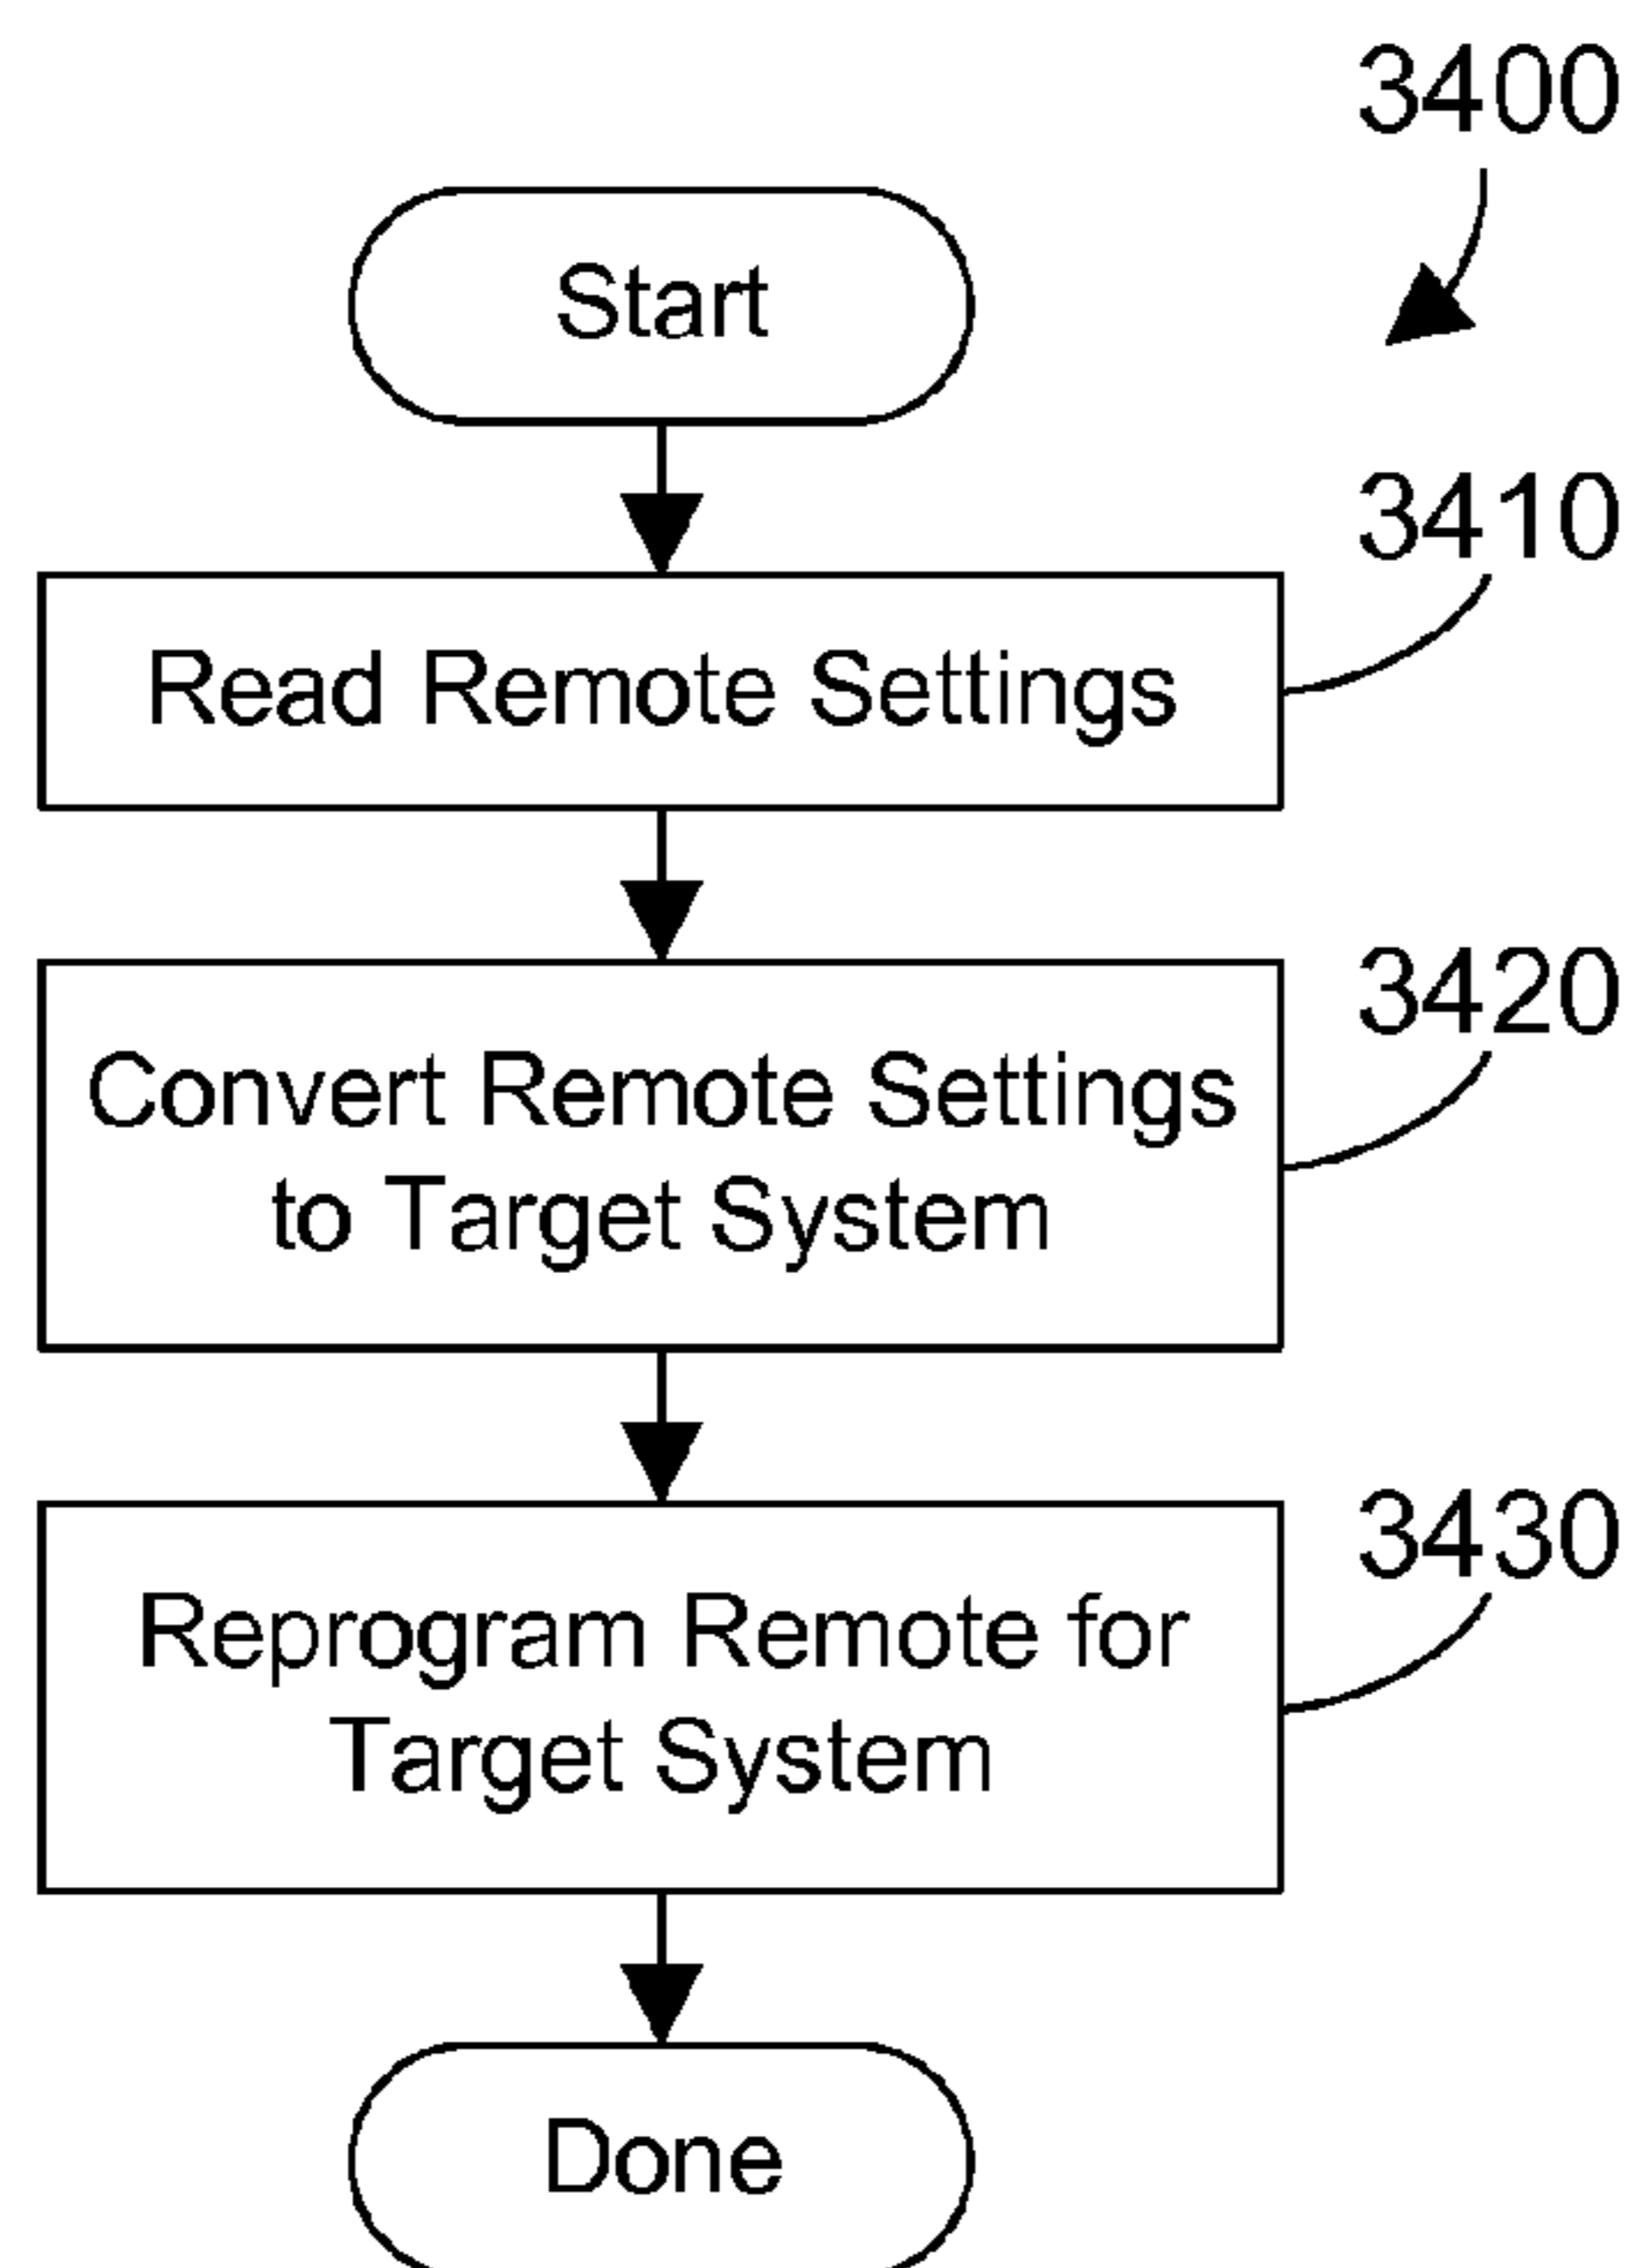 3400
Start
3410
Read Remote Settings
3420
Convert Remote Settings
to Target System
3430
Reprogram Remote for
Target System
Done